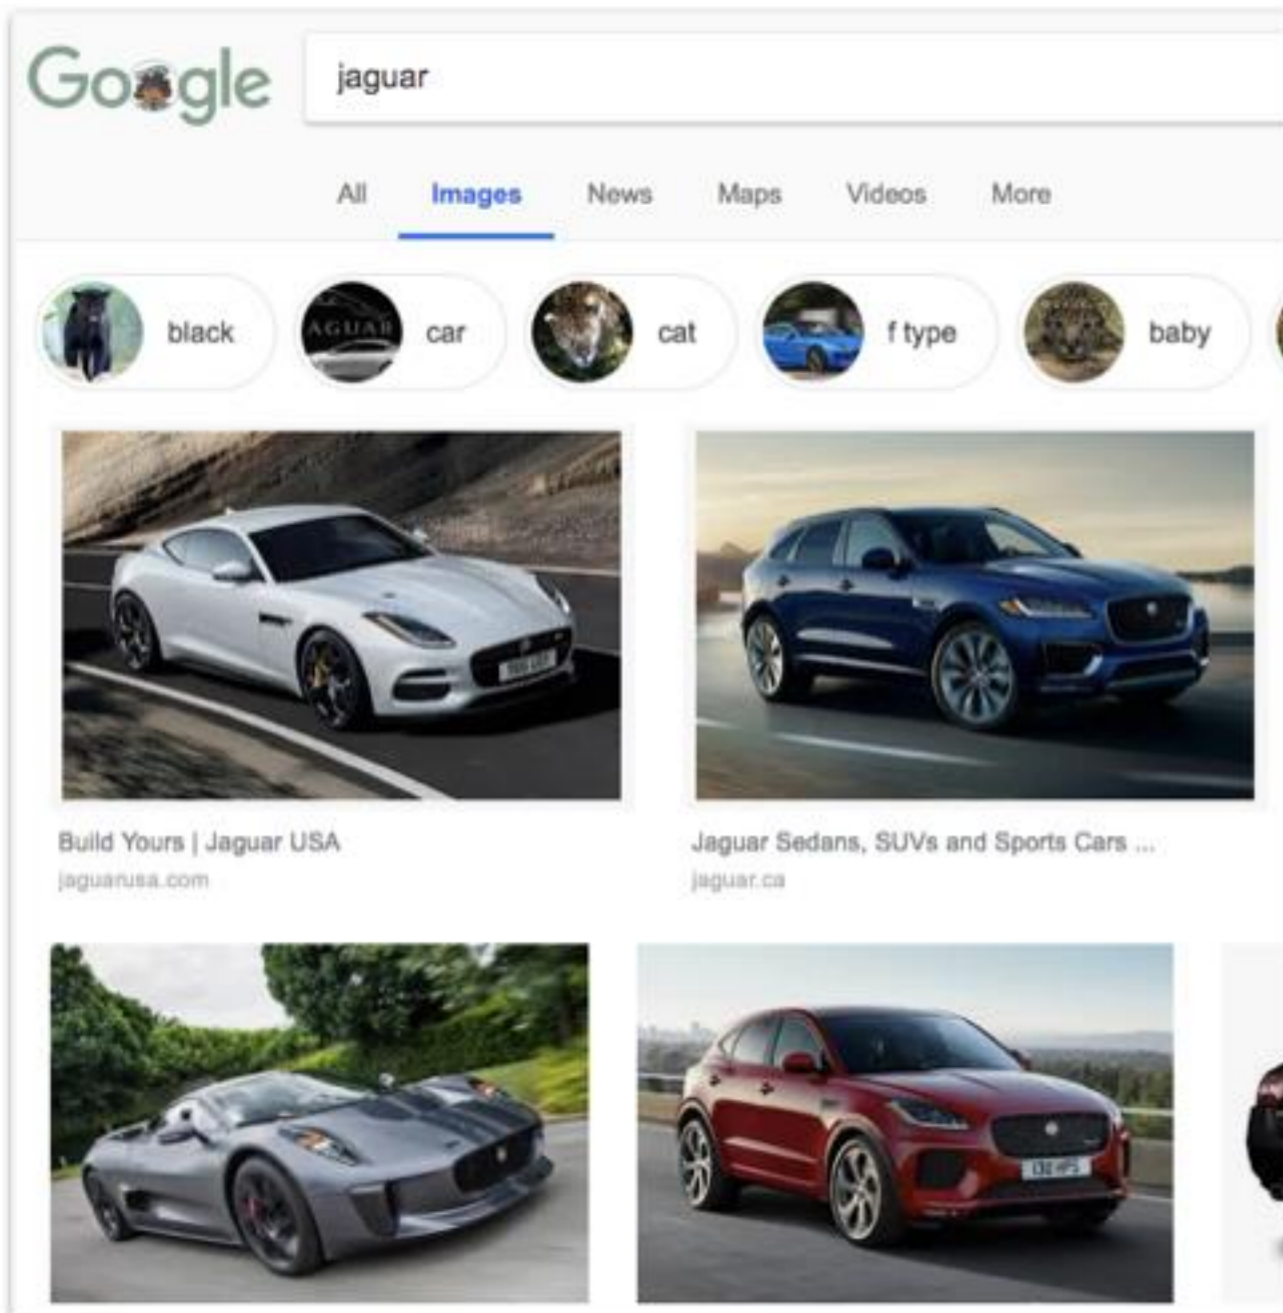 Google
jaguar
All Images News Maps Videos More
black car cat f type baby
AGUAR
Build Yours | Jaguar USA
jaguarusa.com
Jaguar Sedans, SUVs and Sports Cars ...
jaguar.ca